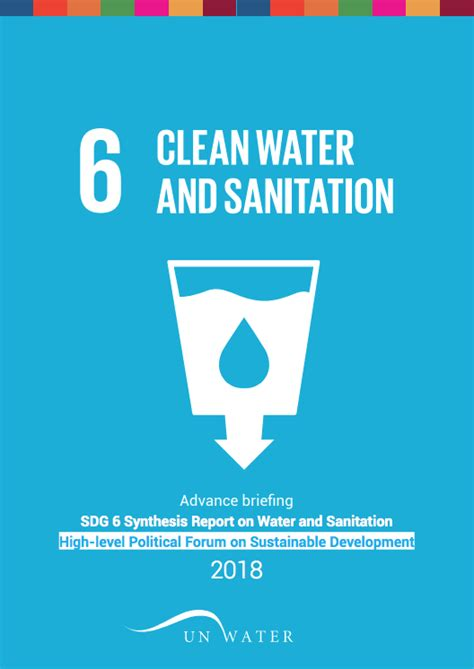 6 CLEAN WATER
AND SANITATION
Advance briefing
SDG 6 Synthesis Report on Water and Sanitation
High-level Political Forum on Sustainable Development
2018
UN WATER